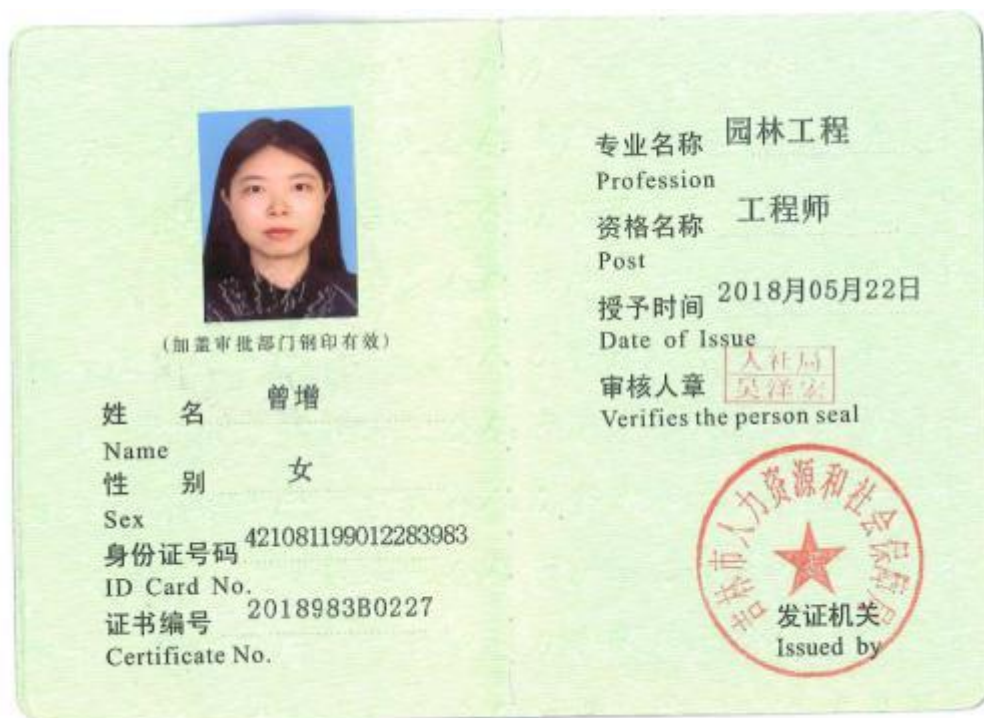 (加盖审批部门钢印有效)
姓 名 曾增
Name
性 别 女
Sex
身份证号码 421081199012283983
ID Card No.
证书编号 2018983B0227
Certificate No.
专业名称 园林工程
Profession
资格名称 工程师
Post
授予时间 2018月05月22日
Date of Issue
人社局
审核人章
Verifies the person seal
吉林市人力资源和社会保障局
发证机关
Issued by